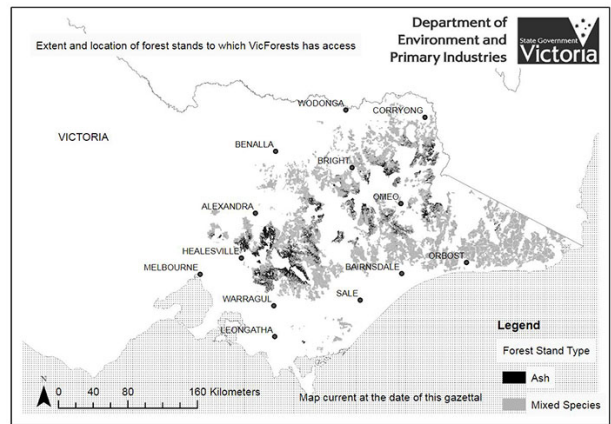 Extent and location of forest stands to which VicForests has access
Department of
Environment and
Primary Industries
State Government
Victoria
WODONGA
CORRYONG
VICTORIA
BENALLA
BRIGHT
OMEO
ALEXANDRA
HEALESVILLE
MELBOURNE
ORBOST
BAIRNSDALE
SALE
WARRAGUL
LEONGATHA
Legend
Forest Stand Type
Ash
Mixed Species
N
0 40 80 160 Kilometers
Map current at the date of this gazettal